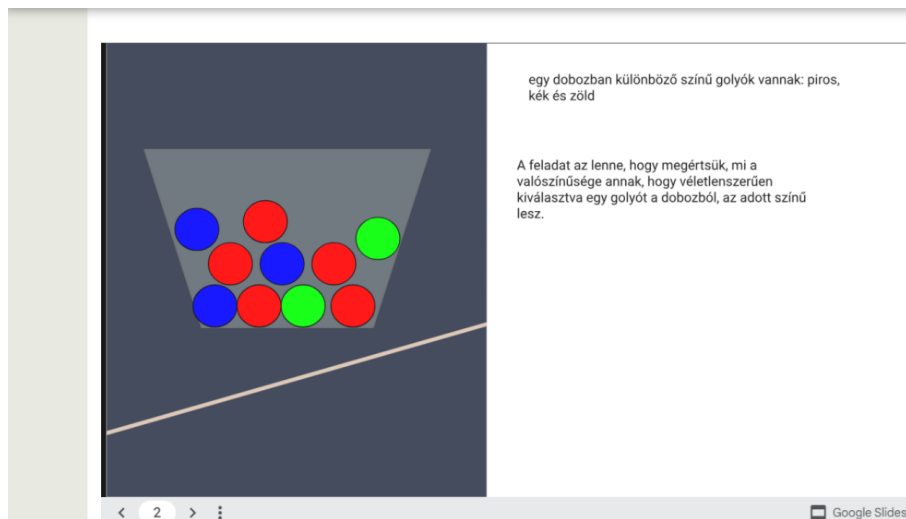 egy dobozban különböző színű golyók vannak: piros,
kék és zöld
A feladat az lenne, hogy megértsük, mi a
valószínűsége annak, hogy véletlenszerűen
kiválasztva egy golyót a dobozból, az adott színű
lesz.
2
Google Slides